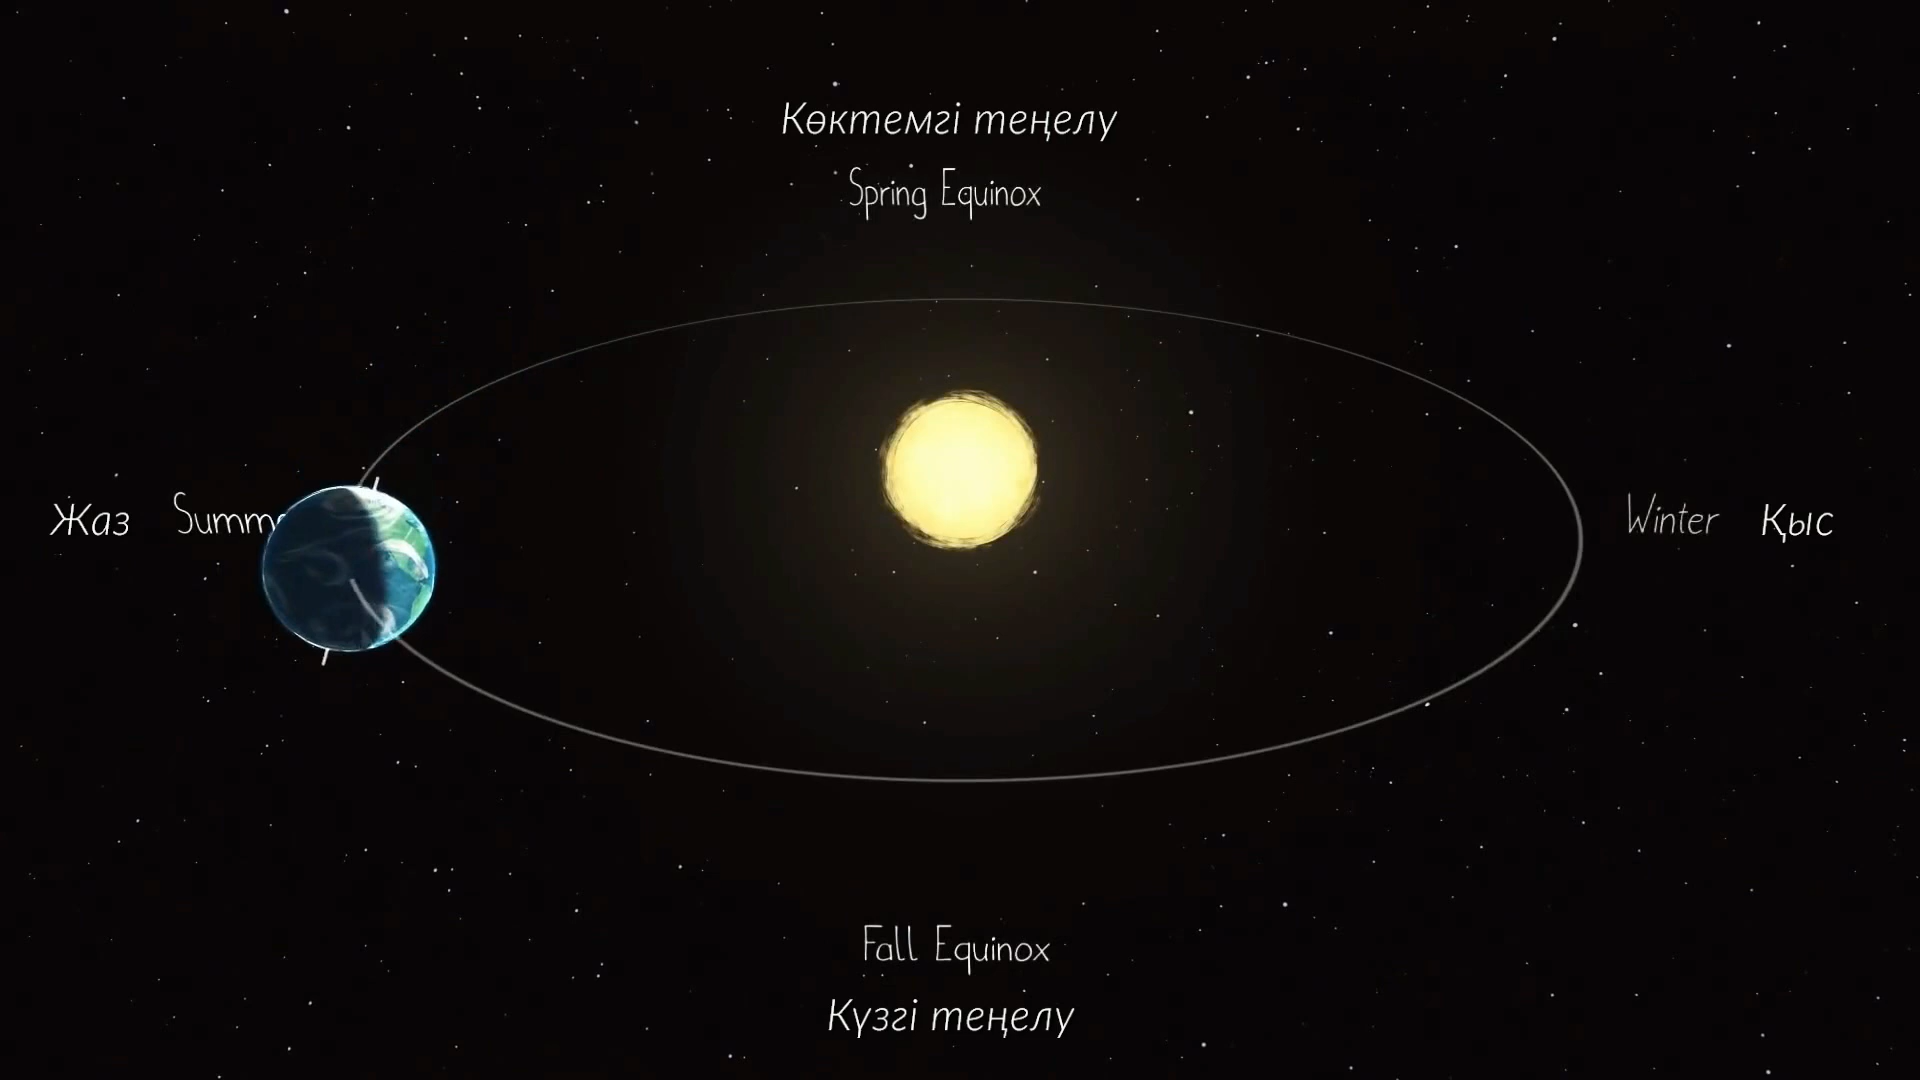 Көктемгі теңелу
Spring Equinox
Жаз
Winter
Қыс
Fall Equinox
Күзгі теңелу